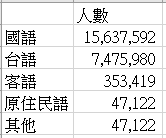 人數
國語 15,637,592
台語 7,475,980
客語 353,419
原住民語 47,122
其他 47,122